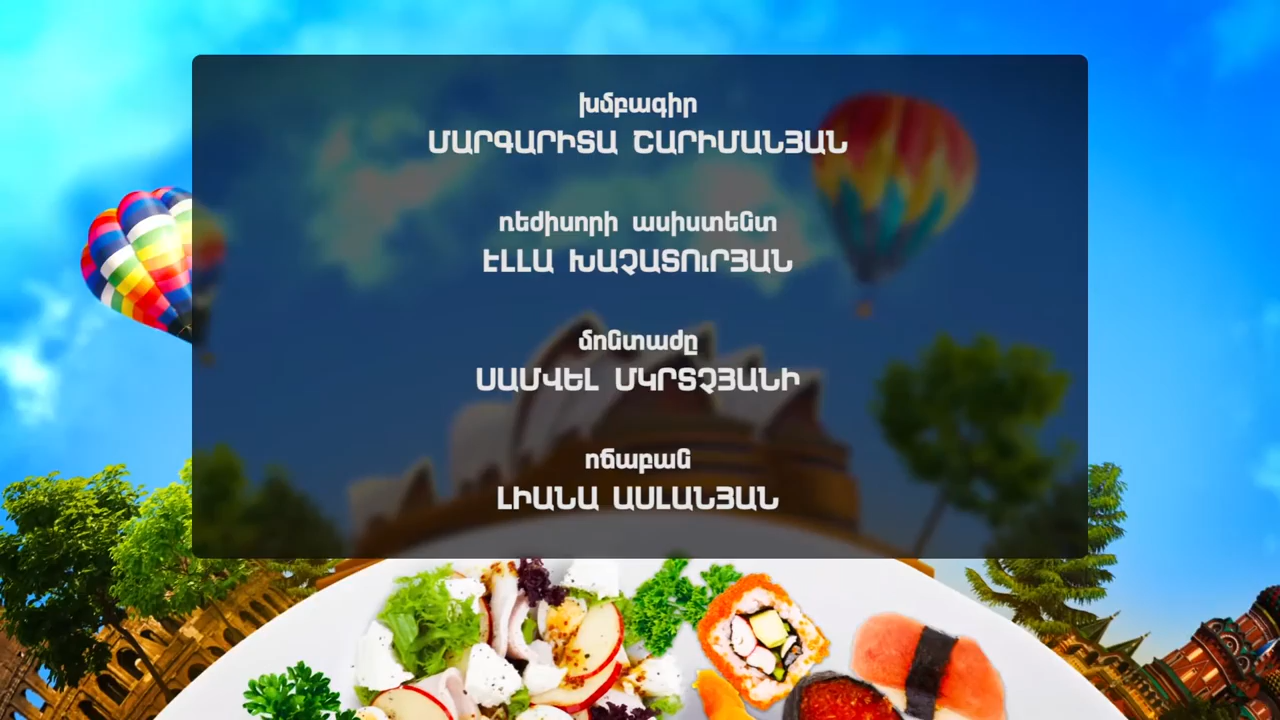 խմբագիր
ՄԱՐԳԱՐԻՏԱ ՇԱՐԻՄԱՆՅԱՆ
ռեժիսորի ասիստենտ
ԷԼԼԱ ԽԱՉԱՏՈւՐՅԱՆ
մոնտաժը
ՍԱՄՎԵԼ ՄԿՐՏՉՅԱՆԻ
ոճաբան
ԼԻԱՆԱ ԱՍԼԱՆՅԱՆ